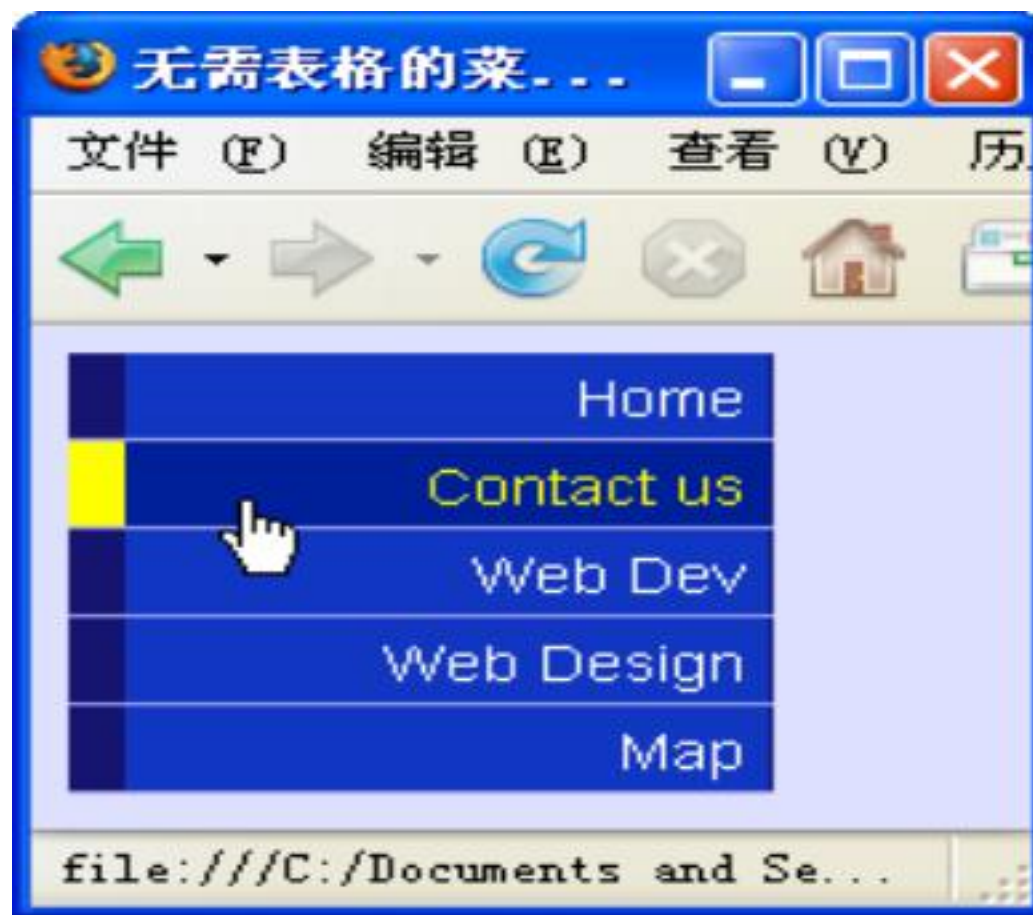 无需表格的菜...
文件 (F) 编辑 (E) 查看 (V) 历
Home
Contact us
Web Dev
Web Design
Map
file:///C:/Documents and Se...